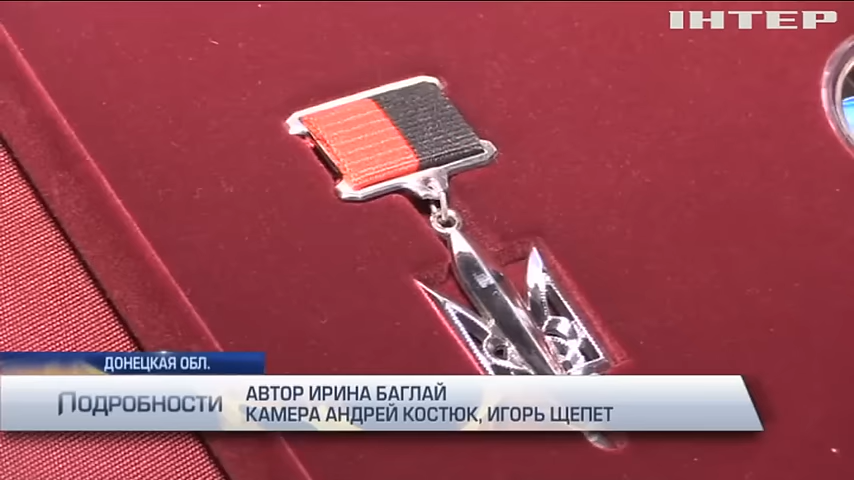 ІНТЕР
ДОНЕЦКАЯ ОБЛ.
ПОДРОБНОСТИ
АВТОР ИРИНА БАГЛАЙ
КАМЕРА АНДРЕЙ КОСТЮК, ИГОРЬ ЩЕПЕТ